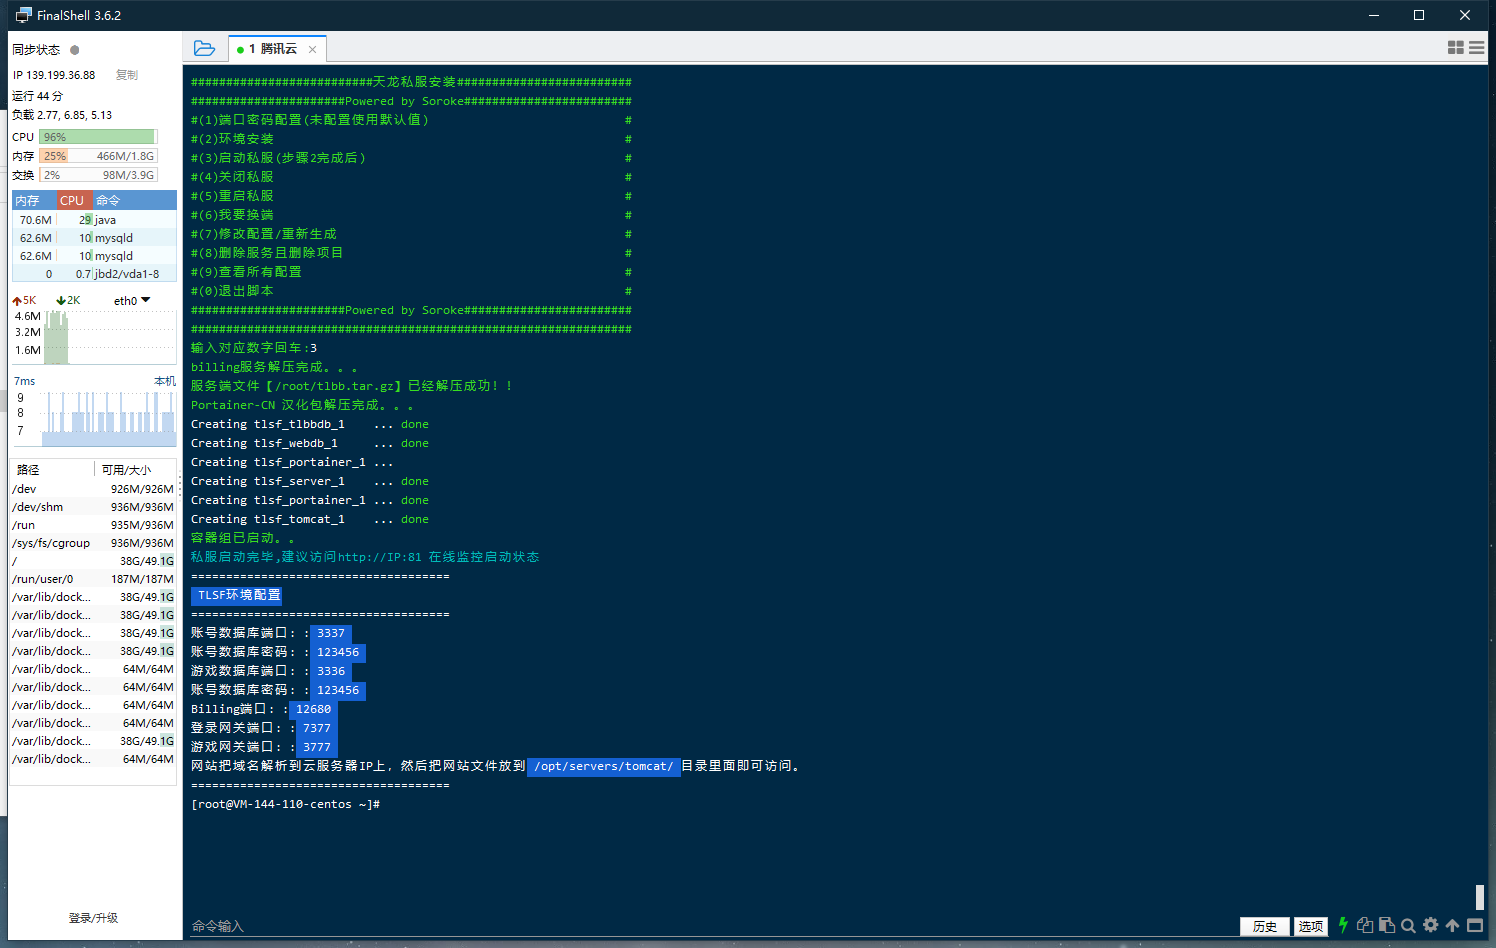 FinalShell 3.6.2
同步状态
IP 139.199.36.88 复制
运行 44 分
负载 2.77, 6.85, 5.13
CPU 96%
内存 25% 466M/1.8G
交换 2% 98M/3.9G
内存 CPU 命令
70.6M 29 java
62.6M 10 mysqld
62.6M 10 mysqld
0 0.7 jbd2/vda1-8
5K 2K eth0
4.6M
3.2M
1.6M
7ms 本机
9
8
7
路径 可用/大小
/dev 926M/926M
/dev/shm 936M/936M
/run 935M/936M
/sys/fs/cgroup 936M/936M
/ 38G/49.1G
/run/user/0 187M/187M
/var/lib/dock... 38G/49.1G
/var/lib/dock... 38G/49.1G
/var/lib/dock... 38G/49.1G
/var/lib/dock... 38G/49.1G
/var/lib/dock... 64M/64M
/var/lib/dock... 64M/64M
/var/lib/dock... 64M/64M
/var/lib/dock... 64M/64M
/var/lib/dock... 38G/49.1G
/var/lib/dock... 64M/64M
登录/升级
1 腾讯云
##########################天龙私服安装#########################
######################Powered by Soroke########################
#(1)端口密码配置(未配置使用默认值) #
#(2)环境安装 #
#(3)启动私服(步骤2完成后) #
#(4)关闭私服 #
#(5)重启私服 #
#(6)我要换端 #
#(7)修改配置/重新生成 #
#(8)删除服务且删除项目 #
#(9)查看所有配置 #
#(0)退出脚本 #
######################Powered by Soroke########################
###############################################################
输入对应数字回车:3
billing服务解压完成。。。
服务端文件【/root/tlbb.tar.gz】已经解压成功！！
Portainer-CN 汉化包解压完成。。。
Creating tlsf_tlbbdb_1 ... done
Creating tlsf_webdb_1 ... done
Creating tlsf_portainer_1 ...
Creating tlsf_server_1 ... done
Creating tlsf_portainer_1 ... done
Creating tlsf_tomcat_1 ... done
容器组已启动。。
私服启动完毕,建议访问http://IP:81 在线监控启动状态
=====================================
TLSF环境配置
=====================================
账号数据库端口：: 3337
账号数据库密码：: 123456
游戏数据库端口：: 3336
账号数据库密码：: 123456
Billing端口：: 12680
登录网关端口：: 7377
游戏网关端口：: 3777
网站把域名解析到云服务器IP上，然后把网站文件放到 /opt/servers/tomcat/ 目录里面即可访问。
=====================================
[root@VM-144-110-centos ~]#
命令输入
历史 选项